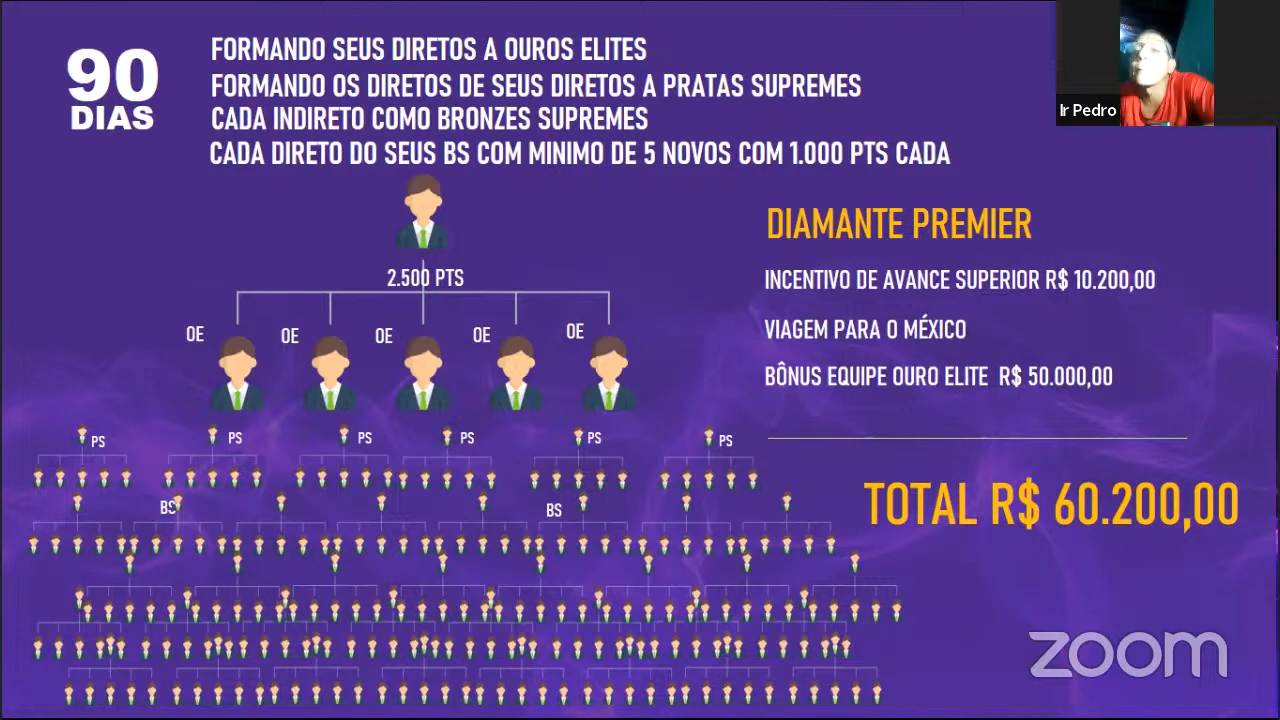 90
DIAS
FORMANDO SEUS DIRETOS A OUROS ELITES
FORMANDO OS DIRETOS DE SEUS DIRETOS A PRATAS SUPREMES
CADA INDIRETO COMO BRONZES SUPREMES
CADA DIRETO DO SEUS BS COM MINIMO DE 5 NOVOS COM 1.000 PTS CADA
Ir Pedro
2.500 PTS
OE
OE
OE
OE
OE
PS
PS
PS
PS
PS
PS
BS
BS
DIAMANTE PREMIER
INCENTIVO DE AVANCE SUPERIOR R$ 10.200,00
VIAGEM PARA O MÉXICO
BÔNUS EQUIPE OURO ELITE R$ 50.000,00
TOTAL R$ 60.200,00
zoom